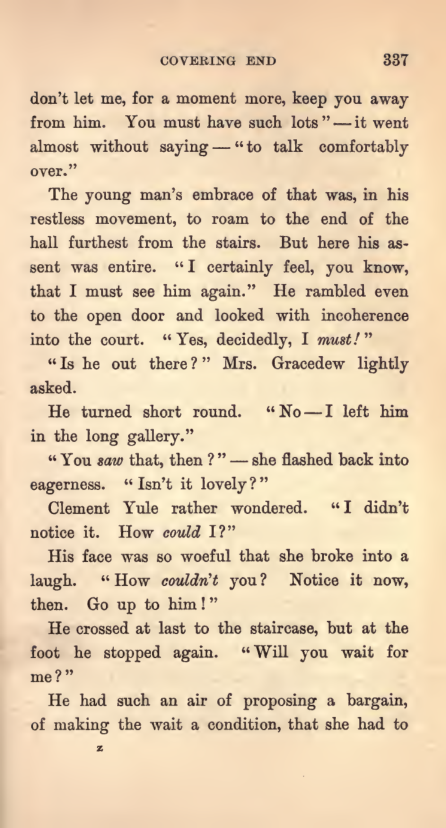 COVERING END 337
don't let me, for a moment more, keep you away
from him. You must have such lots" — it went
almost without saying — "to talk comfortably
over."
The young man's embrace of that was, in his
restless movement, to roam to the end of the
hall furthest from the stairs. But here his as-
sent was entire. "I certainly feel, you know,
that I must see him again." He rambled even
to the open door and looked with incoherence
into the court. "Yes, decidedly, I must!"
"Is he out there?" Mrs. Gracedew lightly
asked.
He turned short round. "No — I left him
in the long gallery."
"You saw that, then?" — she flashed back into
eagerness. "Isn't it lovely?"
Clement Yule rather wondered. "I didn't
notice it. How could I?"
His face was so woeful that she broke into a
laugh. "How couldn't you? Notice it now,
then. Go up to him!"
He crossed at last to the staircase, but at the
foot he stopped again. "Will you wait for
me?"
He had such an air of proposing a bargain,
of making the wait a condition, that she had to
z